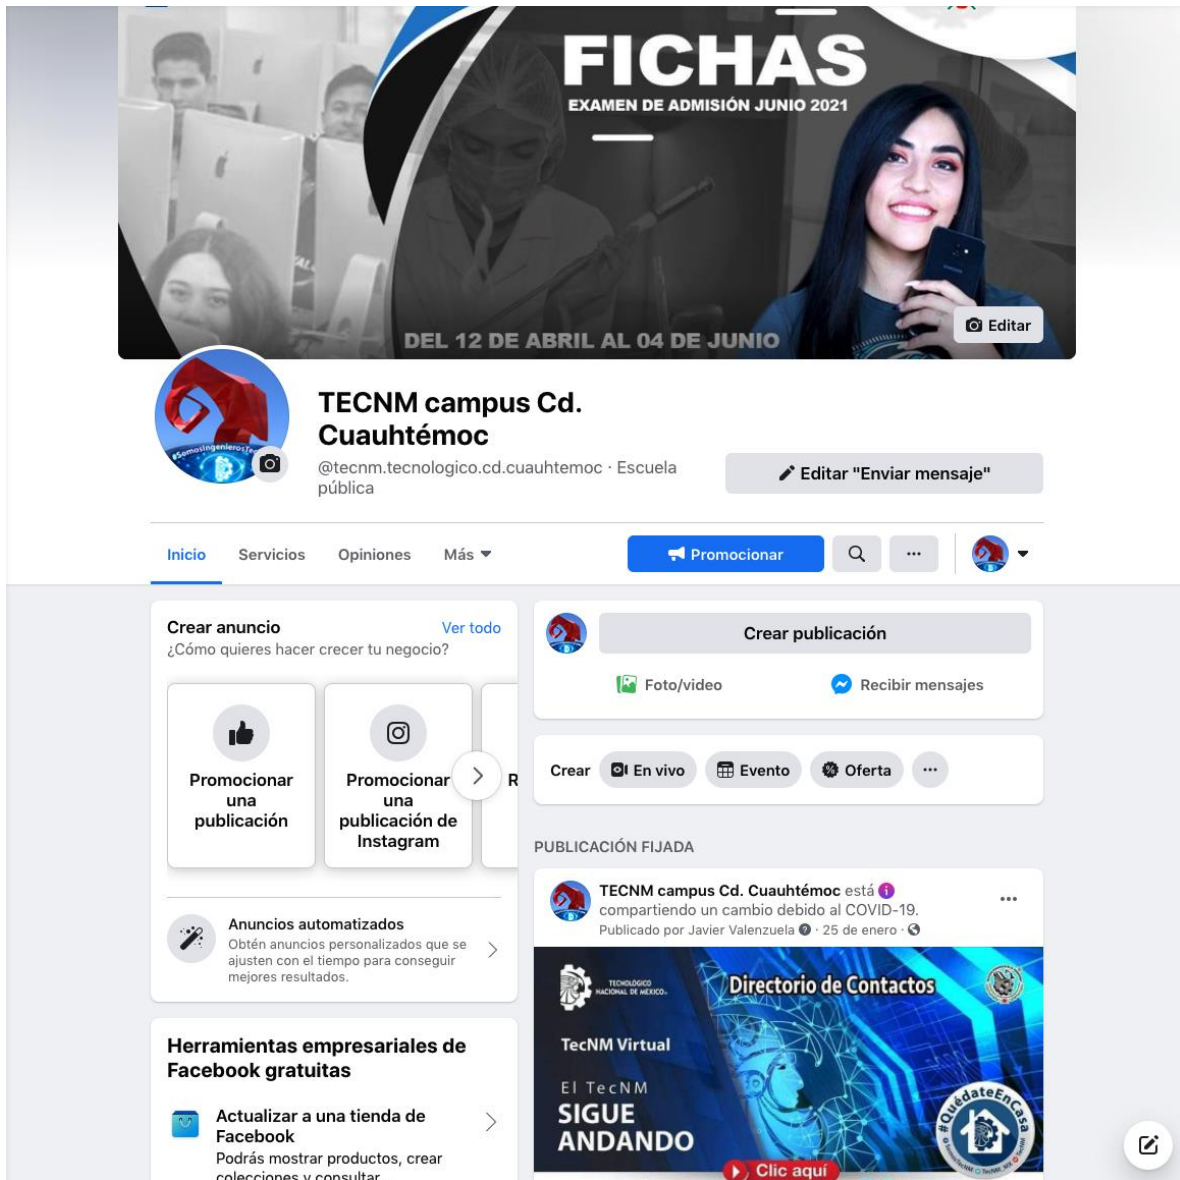 FICHAS
EXAMEN DE ADMISIÓN JUNIO 2021
DEL 12 DE ABRIL AL 04 DE JUNIO
Editar
#SomosIngenierosTec
TECNM campus Cd.
Cuauhtémoc
@tecnm.tecnologico.cd.cuauhtemoc · Escuela
pública
Editar "Enviar mensaje"
Inicio
Servicios
Opiniones
Más
Promocionar
Crear anuncio
Ver todo
¿Cómo quieres hacer crecer tu negocio?
Promocionar
una
publicación
Promocionar
una
publicación de
Instagram
R
Anuncios automatizados
Obtén anuncios personalizados que se
ajusten con el tiempo para conseguir
mejores resultados.
Herramientas empresariales de
Facebook gratuitas
Actualizar a una tienda de
Facebook
Podrás mostrar productos, crear
colecciones y consultar
Crear publicación
Foto/video
Recibir mensajes
Crear
En vivo
Evento
Oferta
PUBLICACIÓN FIJADA
TECNM campus Cd. Cuauhtémoc está
compartiendo un cambio debido al COVID-19.
Publicado por Javier Valenzuela · 25 de enero ·
TECNOLÓGICO
NACIONAL DE MÉXICO
Directorio de Contactos
TecNM Virtual
El TecNM
SIGUE
ANDANDO
#QuédateEnCasa
Clic aquí